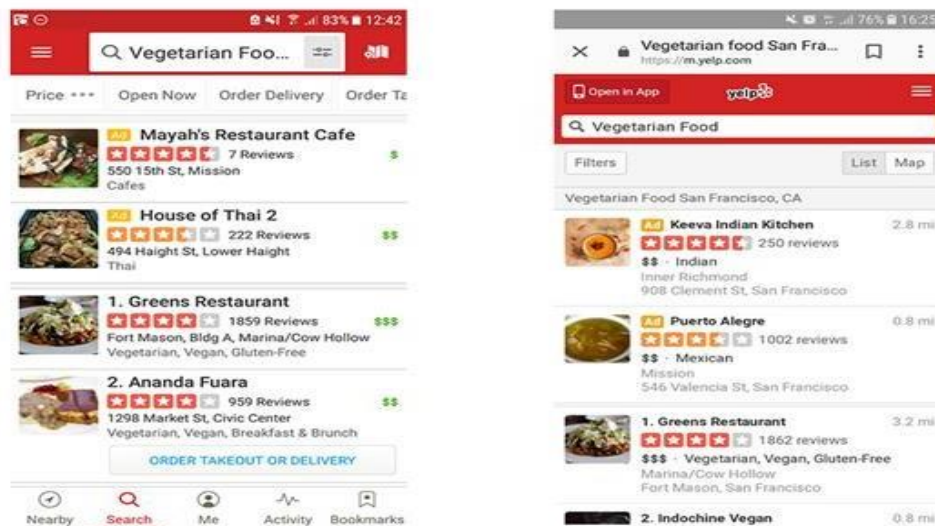 83% 12:42
Vegetarian Foo...
Price ••• Open Now Order Delivery Order Ta
Ad Mayah's Restaurant Cafe
7 Reviews $
550 15th St, Mission
Cafes
Ad House of Thai 2
222 Reviews $$
494 Haight St, Lower Haight
Thai
1. Greens Restaurant
1859 Reviews $$$
Fort Mason, Bldg A, Marina/Cow Hollow
Vegetarian, Vegan, Gluten-Free
2. Ananda Fuara
959 Reviews $$
1298 Market St, Civic Center
Vegetarian, Vegan, Breakfast & Brunch
ORDER TAKEOUT OR DELIVERY
Nearby Search Me Activity Bookmarks
76% 16:25
Vegetarian food San Fra...
https://m.yelp.com
Open in App yelp
Vegetarian Food
Filters List Map
Vegetarian Food San Francisco, CA
Ad Keeva Indian Kitchen 2.8 mi
250 reviews
$$ · Indian
Inner Richmond
908 Clement St, San Francisco
Ad Puerto Alegre 0.8 mi
1002 reviews
$$ · Mexican
Mission
546 Valencia St, San Francisco
1. Greens Restaurant 3.2 mi
1862 reviews
$$$ · Vegetarian, Vegan, Gluten-Free
Marina/Cow Hollow
Fort Mason, San Francisco
2. Indochine Vegan 0.8 mi